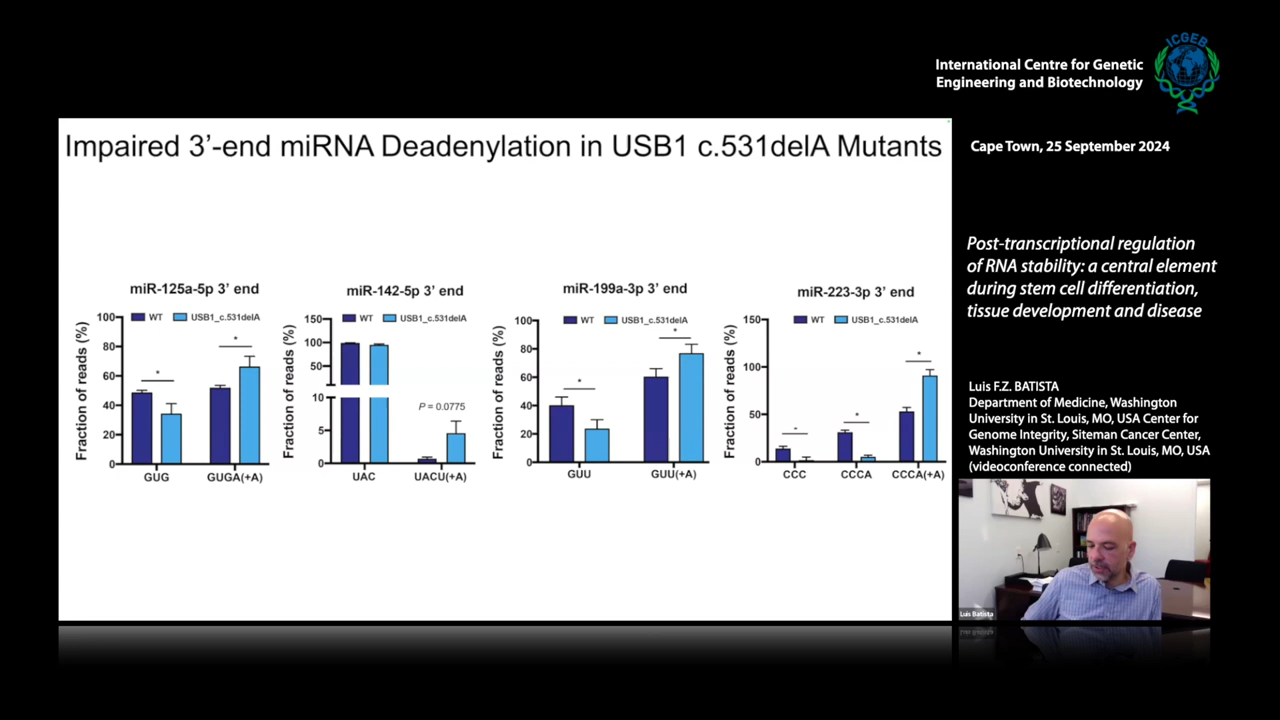 ICGEB
International Centre for Genetic
Engineering and Biotechnology
Cape Town, 25 September 2024
Post-transcriptional regulation
of RNA stability: a central element
during stem cell differentiation,
tissue development and disease
Luis F.Z. BATISTA
Department of Medicine, Washington
University in St. Louis, MO, USA Center for
Genome Integrity, Siteman Cancer Center,
Washington University in St. Louis, MO, USA
(videoconference connected)
Luis Batista
Impaired 3’-end miRNA Deadenylation in USB1 c.531delA Mutants
miR-125a-5p 3’ end
WT USB1_c.531delA
Fraction of reads (%)
100
80
60
40
20
0
* *
GUG GUGA(+A)
miR-142-5p 3’ end
WT USB1_c.531delA
Fraction of reads (%)
150
100
50
10
5
0
P = 0.0775
UAC UACU(+A)
miR-199a-3p 3’ end
WT USB1_c.531delA
Fraction of reads (%)
100
80
60
40
20
0
* *
GUU GUU(+A)
miR-223-3p 3’ end
WT USB1_c.531delA
Fraction of reads (%)
150
100
50
0
* * *
CCC CCCA CCCA(+A)